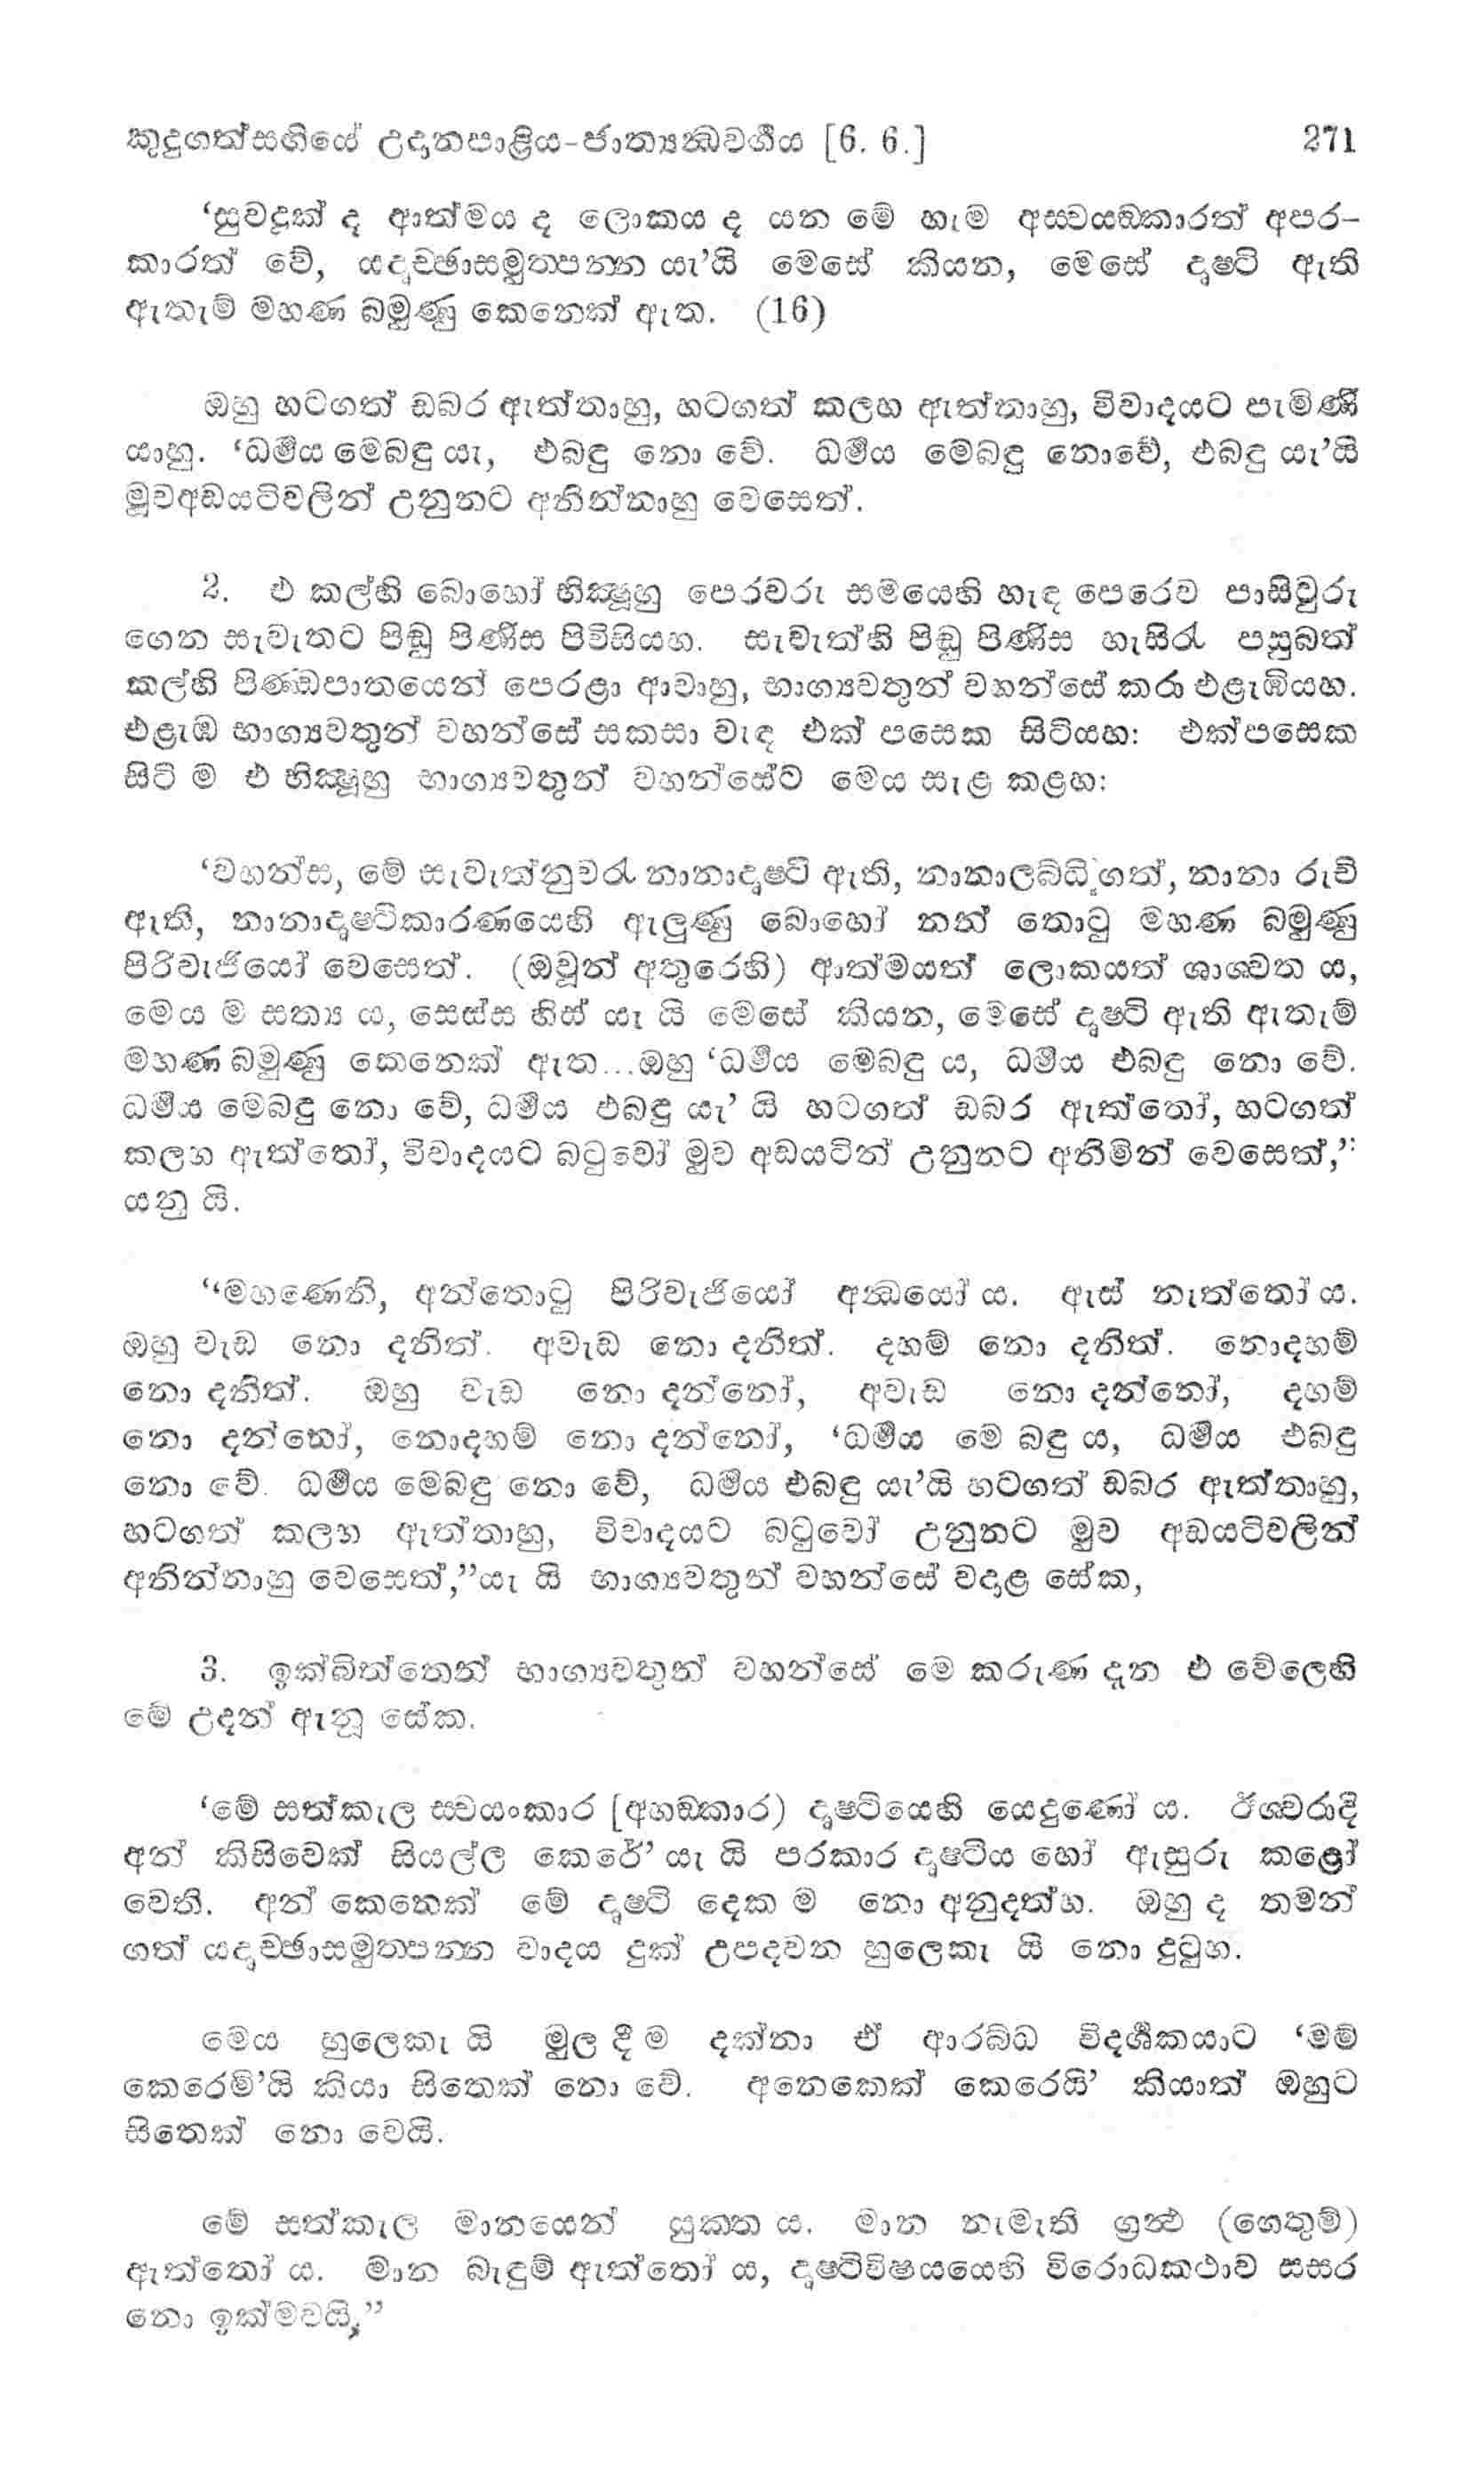 කුදුගත්සඟියේ උදානපාළිය-ජාත්‍යන්‍ධවර්‍ගය [6. 6.] 271
‘සුවදුක් ද ආත්මය ද ලොකය ද යන මේ හැම අස්වයඞ්කාරත් අපර-
කාරත් වේ, යදෘච්ඡාසමුත්පන්න යැ’යි මෙසේ කියන, මෙසේ දෘෂ්ටි ඇති
ඇතැම් මහණ බමුණු කෙනෙක් ඇත. (16)
ඔහු හටගත් ඩබර ඇත්තාහු, හටගත් කලහ ඇත්තාහු, විවාදයට පැමිණි
යාහු. ‘ධර්‍මය මෙබඳු යැ, එබඳු නො වේ. ධර්‍මය මෙබඳු නොවේ, එබඳු යැ’යි
මුවඅඩයටිවලින් උනුනට අනින්නාහු වෙසෙත්.
2. එ කල්හි බොහෝ භික්‍ෂූහු පෙරවරු සමයෙහි හැඳ පෙරෙව පාසිවුරු
ගෙන සැවැතට පිඬු පිණිස පිවිසියහ. සැවැත්හි පිඬු පිණිස හැසිර පසුබත්
කල්හි පිණ්ඩපාතයෙන් පෙරළා ආවාහු, භාග්‍යවතුන් වහන්සේ කරා එළැඹියහ.
එළැඹ භාග්‍යවතුන් වහන්සේ සකසා වැඳ එක් පසෙක සිටියහ: එක්පසෙක
සිටි ම එ භික්‍ෂූහු භාග්‍යවතුන් වහන්සේට මෙය සැළ කළහ:
‘වහන්ස, මේ සැවැත්නුවර නානාදෘෂ්ටි ඇති, නානාලබ්ධිගත්, නානා රුචි
ඇති, නානාදෘෂ්ටිකාරණයෙහි ඇලුණු බොහෝ නන් තොටු මහණ බමුණු
පිරිවැජියෝ වෙසෙත්. (ඔවුන් අතුරෙහි) ආත්මයත් ලොකයත් ශාශ්වත ය,
මෙය ම සත්‍ය ය, සෙස්ස හිස් යැ යි මෙසේ කියන, මෙසේ දෘෂ්ටි ඇති ඇතැම්
මහණ බමුණු කෙනෙක් ඇත...ඔහු ‘ධර්‍මය මෙබඳු ය, ධර්‍මය එබඳු නො වේ.
ධර්‍මය මෙබඳු නො වේ, ධර්‍මය එබඳු යැ’ යි හටගත් ඩබර ඇත්තෝ, හටගත්
කලහ ඇත්තෝ, විවාදයට බටුවෝ මුව අඩයටින් උනුනට අනිමින් වෙසෙත්,”
යනු යි.
“මහණෙනි, අන්තොටු පිරිවැජියෝ අන්‍ධයෝ ය. ඇස් නැත්තෝ ය.
ඔහු වැඩ නො දනිත්. අවැඩ නො දනිත්. දහම් නො දනිත්. නොදහම්
නො දනිත්. ඔහු වැඩ නො දන්නෝ, අවැඩ නො දන්නෝ, දහම්
නො දන්නෝ, නොදහම් නො දන්නෝ, ‘ධර්‍මය මෙ බඳු ය, ධර්‍මය එබඳු
නො වේ. ධර්‍මය මෙබඳු නො වේ, ධර්‍මය එබඳු යැ’යි හටගත් ඩබර ඇත්තාහු,
හටගත් කලහ ඇත්තාහු, විවාදයට බටුවෝ උනුනට මුව අඩයටිවලින්
අනින්නාහු වෙසෙත්,”යැ යි භාග්‍යවතුන් වහන්සේ වදාළ සේක,
3. ඉක්බිත්තෙන් භාග්‍යවතුන් වහන්සේ මෙ කරුණ දැන එ වේලෙහි
මේ උදන් ඇනූ සේක.
‘මේ සත්කැල ස්වයංකාර [අහඞ්කාර) දෘෂ්ටියෙහි යෙදුණෝ ය. ඊශ්වරාදී
අන් කිසිවෙක් සියල්ල කෙරේ’ යැ යි පරකාර දෘෂ්ටිය හෝ ඇසුරු කළෝ
වෙති. අන් කෙනෙක් මේ දෘෂ්ටි දෙක ම නො අනුදත්හ. ඔහු ද තමන්
ගත් යදෘච්ඡාසමුත්පන්න වාදය දුක් උපදවන හුලෙකැ යි නො දුටුහ.
මෙය හුලෙකැ යි මුල දී ම දක්නා ඒ ආරබ්ධ විදර්‍ශකයාට ‘මම්
කෙරෙමි’යි කියා සිතෙක් නො වේ. අනෙකෙක් කෙරෙයි’ කියාත් ඔහුට
සිතෙක් නො වෙයි.
මේ සත්කැල මානයෙන් යුක්ත ය. මාන නැමැති ග්‍රන්‍ථ (ගෙතුම්)
ඇත්තෝ ය. මාන බැඳුම් ඇත්තෝ ය, දෘෂ්ටිවිෂයයෙහි විරොධකථාව සසර
නො ඉක්මවයි,”